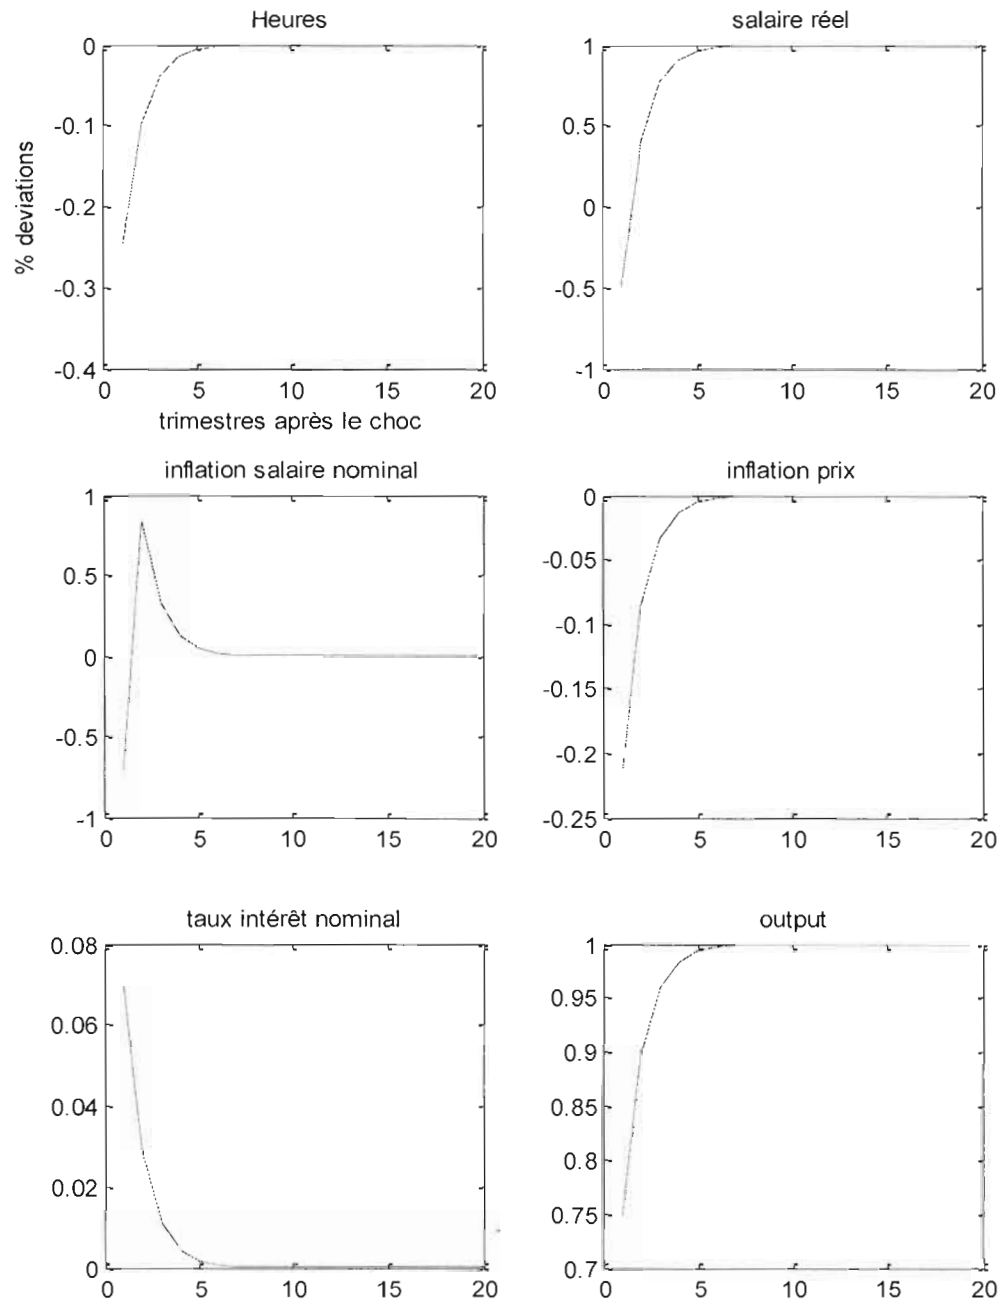 Heures
0
-0.1
-0.2
-0.3
-0.4
% deviations
0 5 10 15 20
trimestres après le choc
salaire réel
1
0.5
0
-0.5
-1
0 5 10 15 20
inflation salaire nominal
1
0.5
0
-0.5
-1
0 5 10 15 20
inflation prix
0
-0.05
-0.1
-0.15
-0.2
-0.25
0 5 10 15 20
taux intérêt nominal
0.08
0.06
0.04
0.02
0
0 5 10 15 20
output
1
0.95
0.9
0.85
0.8
0.75
0.7
0 5 10 15 20